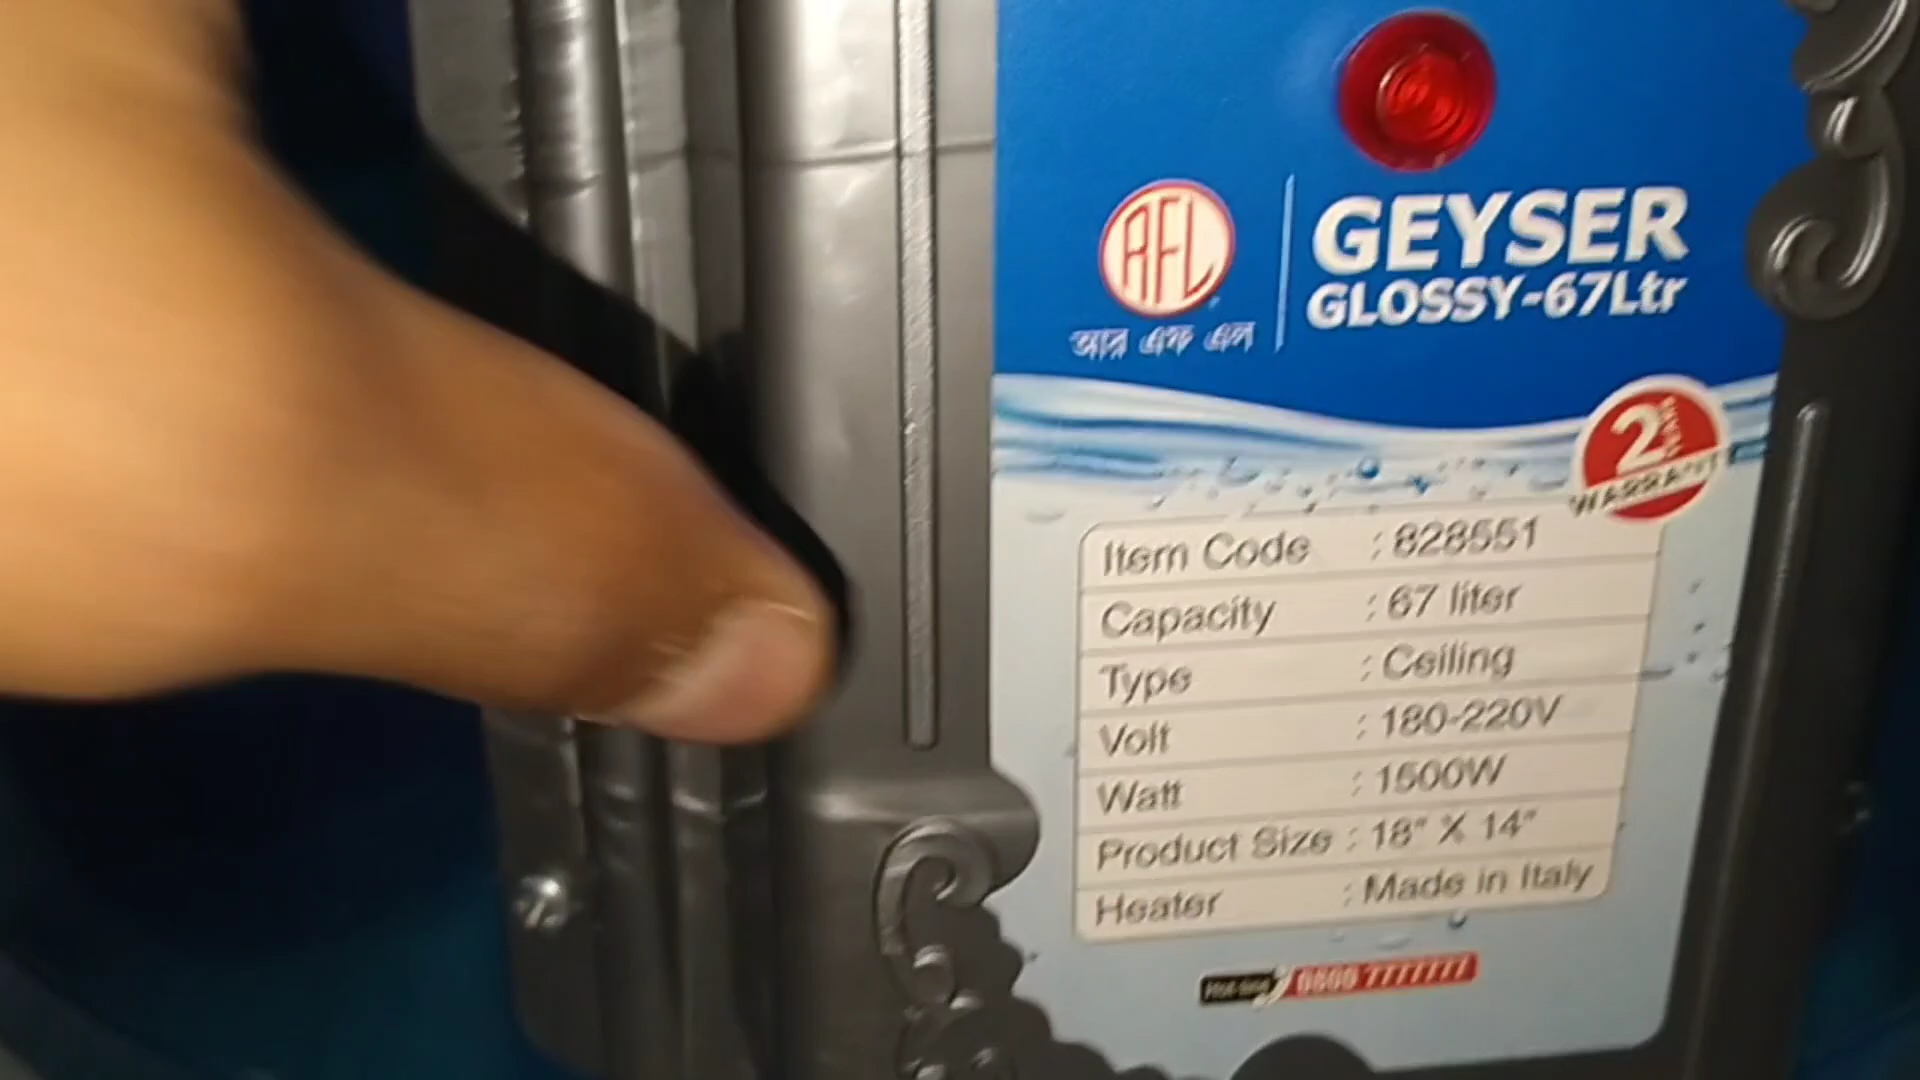 RFL
আর এফ এল
GEYSER
GLOSSY-67Ltr
2 YEARS
WARRANTY
Item Code : 828551
Capacity : 67 liter
Type : Ceiling
Volt : 180-220V
Watt : 1500W
Product Size : 18" X 14"
Heater : Made in Italy
Hot-line 0800 7777777